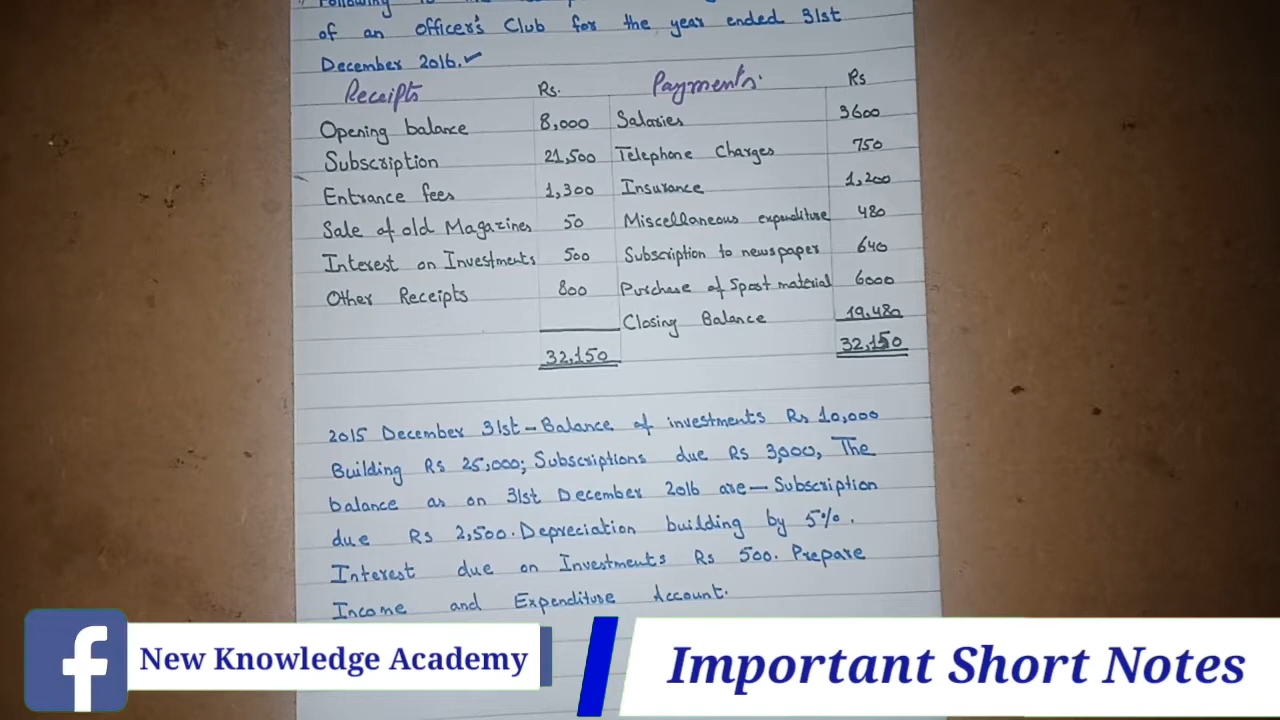 Following
of an Officer's Club for the year ended 31st
December 2016.
Receipts Rs. Payments. Rs
Opening balance 8,000 Salaries 3600
Subscription 21,500 Telephone Charges 750
Entrance fees 1,300 Insurance 1,200
Sale of old Magazines 50 Miscellaneous expenditure 480
Interest on Investments 500 Subscription to newspaper 640
Other Receipts 800 Purchase of Sport material 6000
Closing Balance 19,480
32,150 32,150
2015 December 31st - Balance of investments Rs 10,000
Building Rs 25,000; Subscriptions due Rs 3,000, The
balance as on 31st December 2016 are - Subscription
due Rs 2,500. Depreciation building by 5%.
Interest due on Investments Rs 500. Prepare
Income and Expenditure Account.
f New Knowledge Academy
Important Short Notes